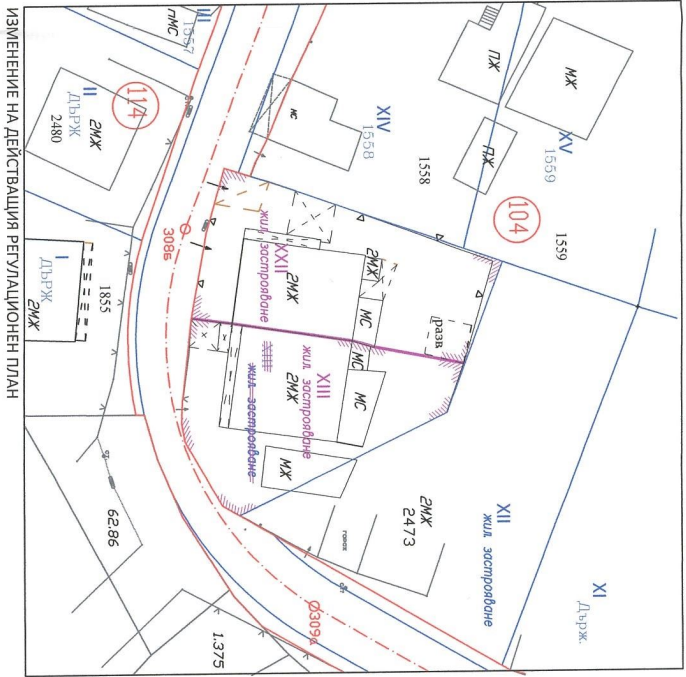 ИЗМЕНЕНИЕ НА ДЕЙСТВАЩИЯ РЕГУЛАЦИОНЕН ПЛАН
III
1557
пМС
114
II
ДЪРЖ
2480
2МЖ
I
ДЪРЖ
2МЖ
1855
308б
XIV
1558
мс
1558
ПЖ
МЖ
ПЖ
XV
1559
104
1559
XXII
жил. застрояване
2МЖ
2МЖ
МС
разв
XIII
жил. застрояване
2МЖ
жил. застрояване
МС
МС
МЖ
2МЖ
2473
гараж
XII
жил. застрояване
XI
Държ.
62.86
309а
1.375